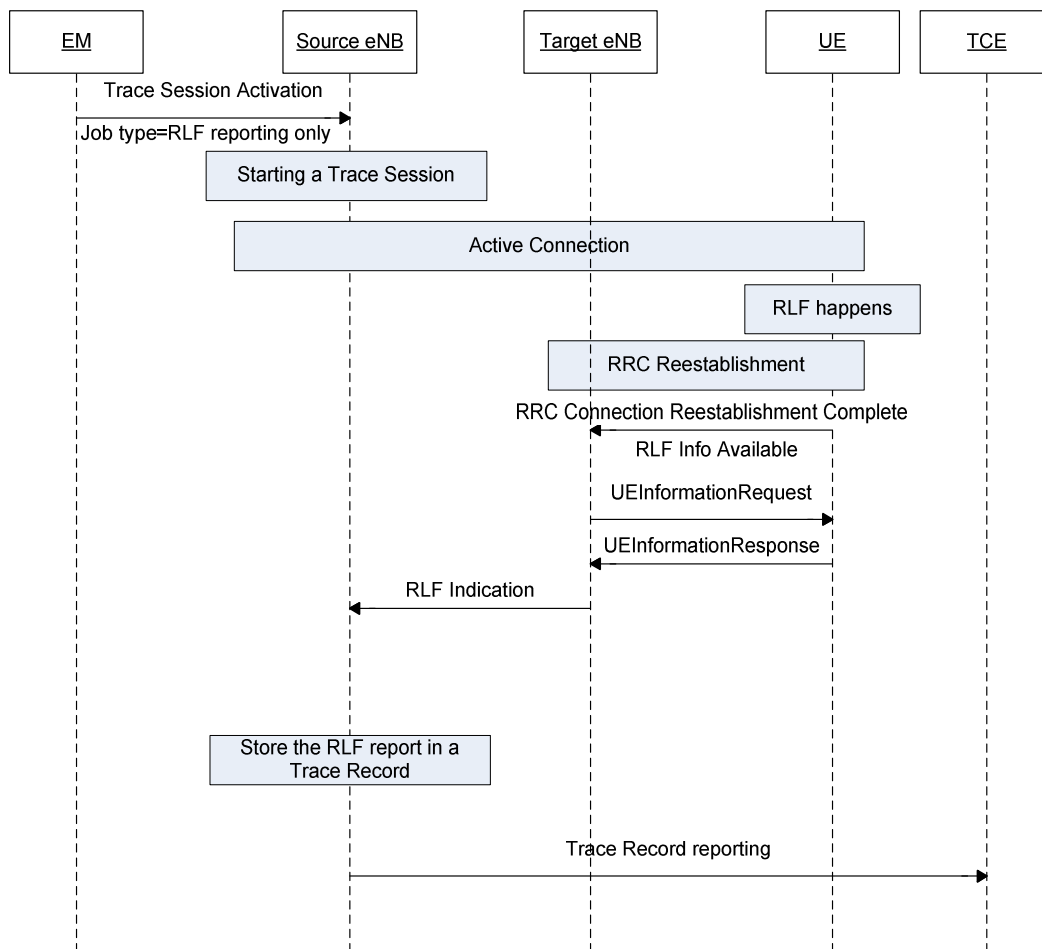 EM
Source eNB
Target eNB
UE
TCE
Trace Session Activation
Job type=RLF reporting only
Starting a Trace Session
Active Connection
RLF happens
RRC Reestablishment
RRC Connection Reestablishment Complete
RLF Info Available
UEInformationRequest
UEInformationResponse
RLF Indication
Store the RLF report in a
Trace Record
Trace Record reporting